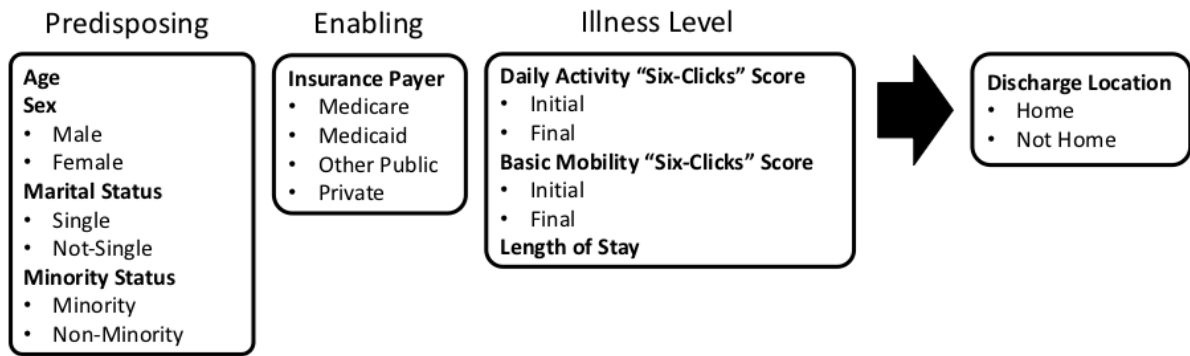 Predisposing
Age
Sex
• Male
• Female
Marital Status
• Single
• Not-Single
Minority Status
• Minority
• Non-Minority
Enabling
Insurance Payer
• Medicare
• Medicaid
• Other Public
• Private
Illness Level
Daily Activity “Six-Clicks” Score
• Initial
• Final
Basic Mobility “Six-Clicks” Score
• Initial
• Final
Length of Stay
Discharge Location
• Home
• Not Home